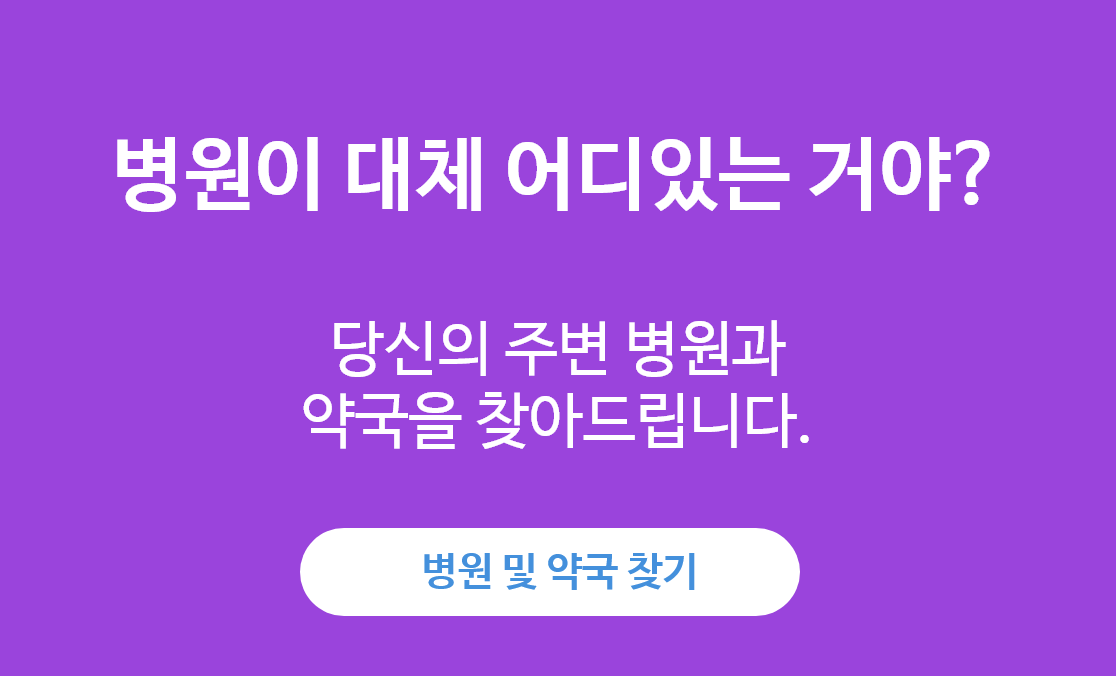 병원이 대체 어디있는 거야?
당신의 주변 병원과
약국을 찾아드립니다.
병원 및 약국 찾기